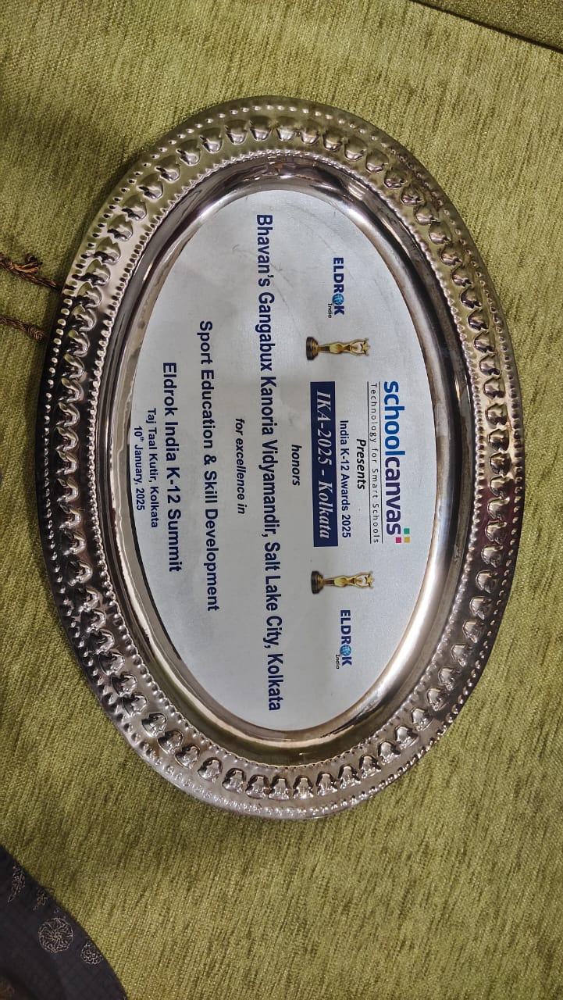 schoolcanvas
Technology for Smart Schools
Presents
ELDROK
India
India K-12 Awards 2025
ELDROK
India
IKA-2025 - Kolkata
honors
Bhavan's Gangabux Kanoria Vidyamandir, Salt Lake City, Kolkata
for excellence in
Sport Education & Skill Development
Eldrok India K-12 Summit
Taj Taal Kutir, Kolkata
10th January, 2025